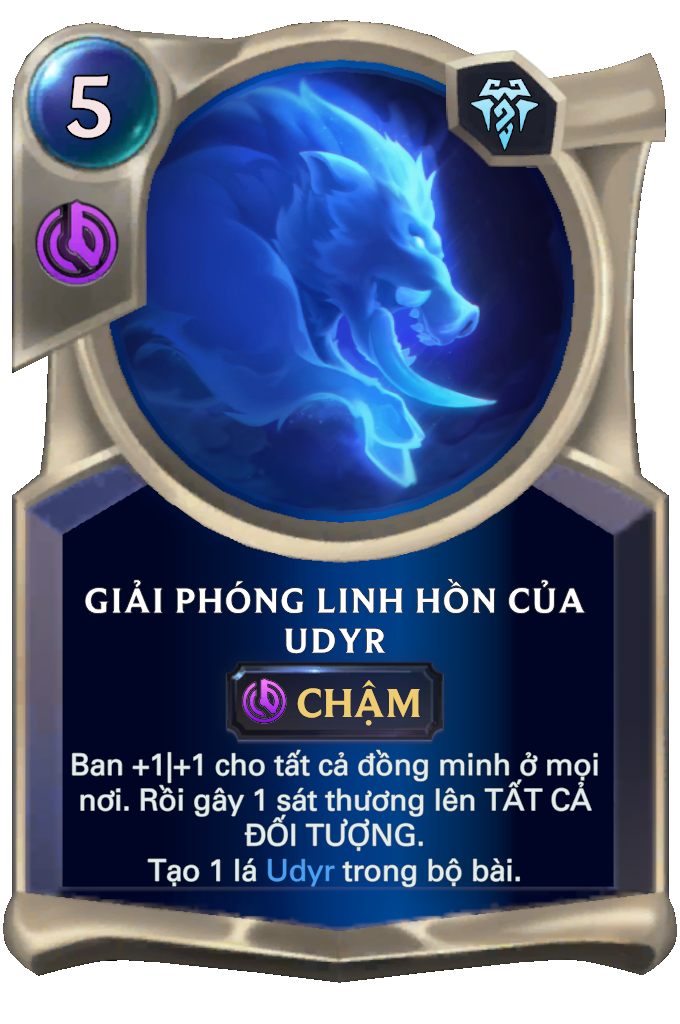 5
GIẢI PHÓNG LINH HỒN CỦA
UDYR
CHẬM
Ban +1|+1 cho tất cả đồng minh ở mọi
nơi. Rồi gây 1 sát thương lên TẤT CẢ
ĐỐI TƯỢNG.
Tạo 1 lá Udyr trong bộ bài.